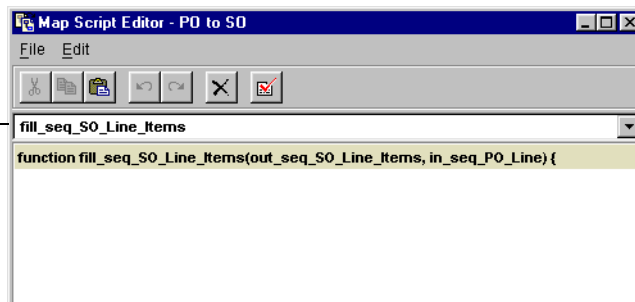 Map Script Editor - PO to SO
File Edit
fill_seq_SO_Line_Items
function fill_seq_SO_Line_Items(out_seq_SO_Line_Items, in_seq_PO_Line) {